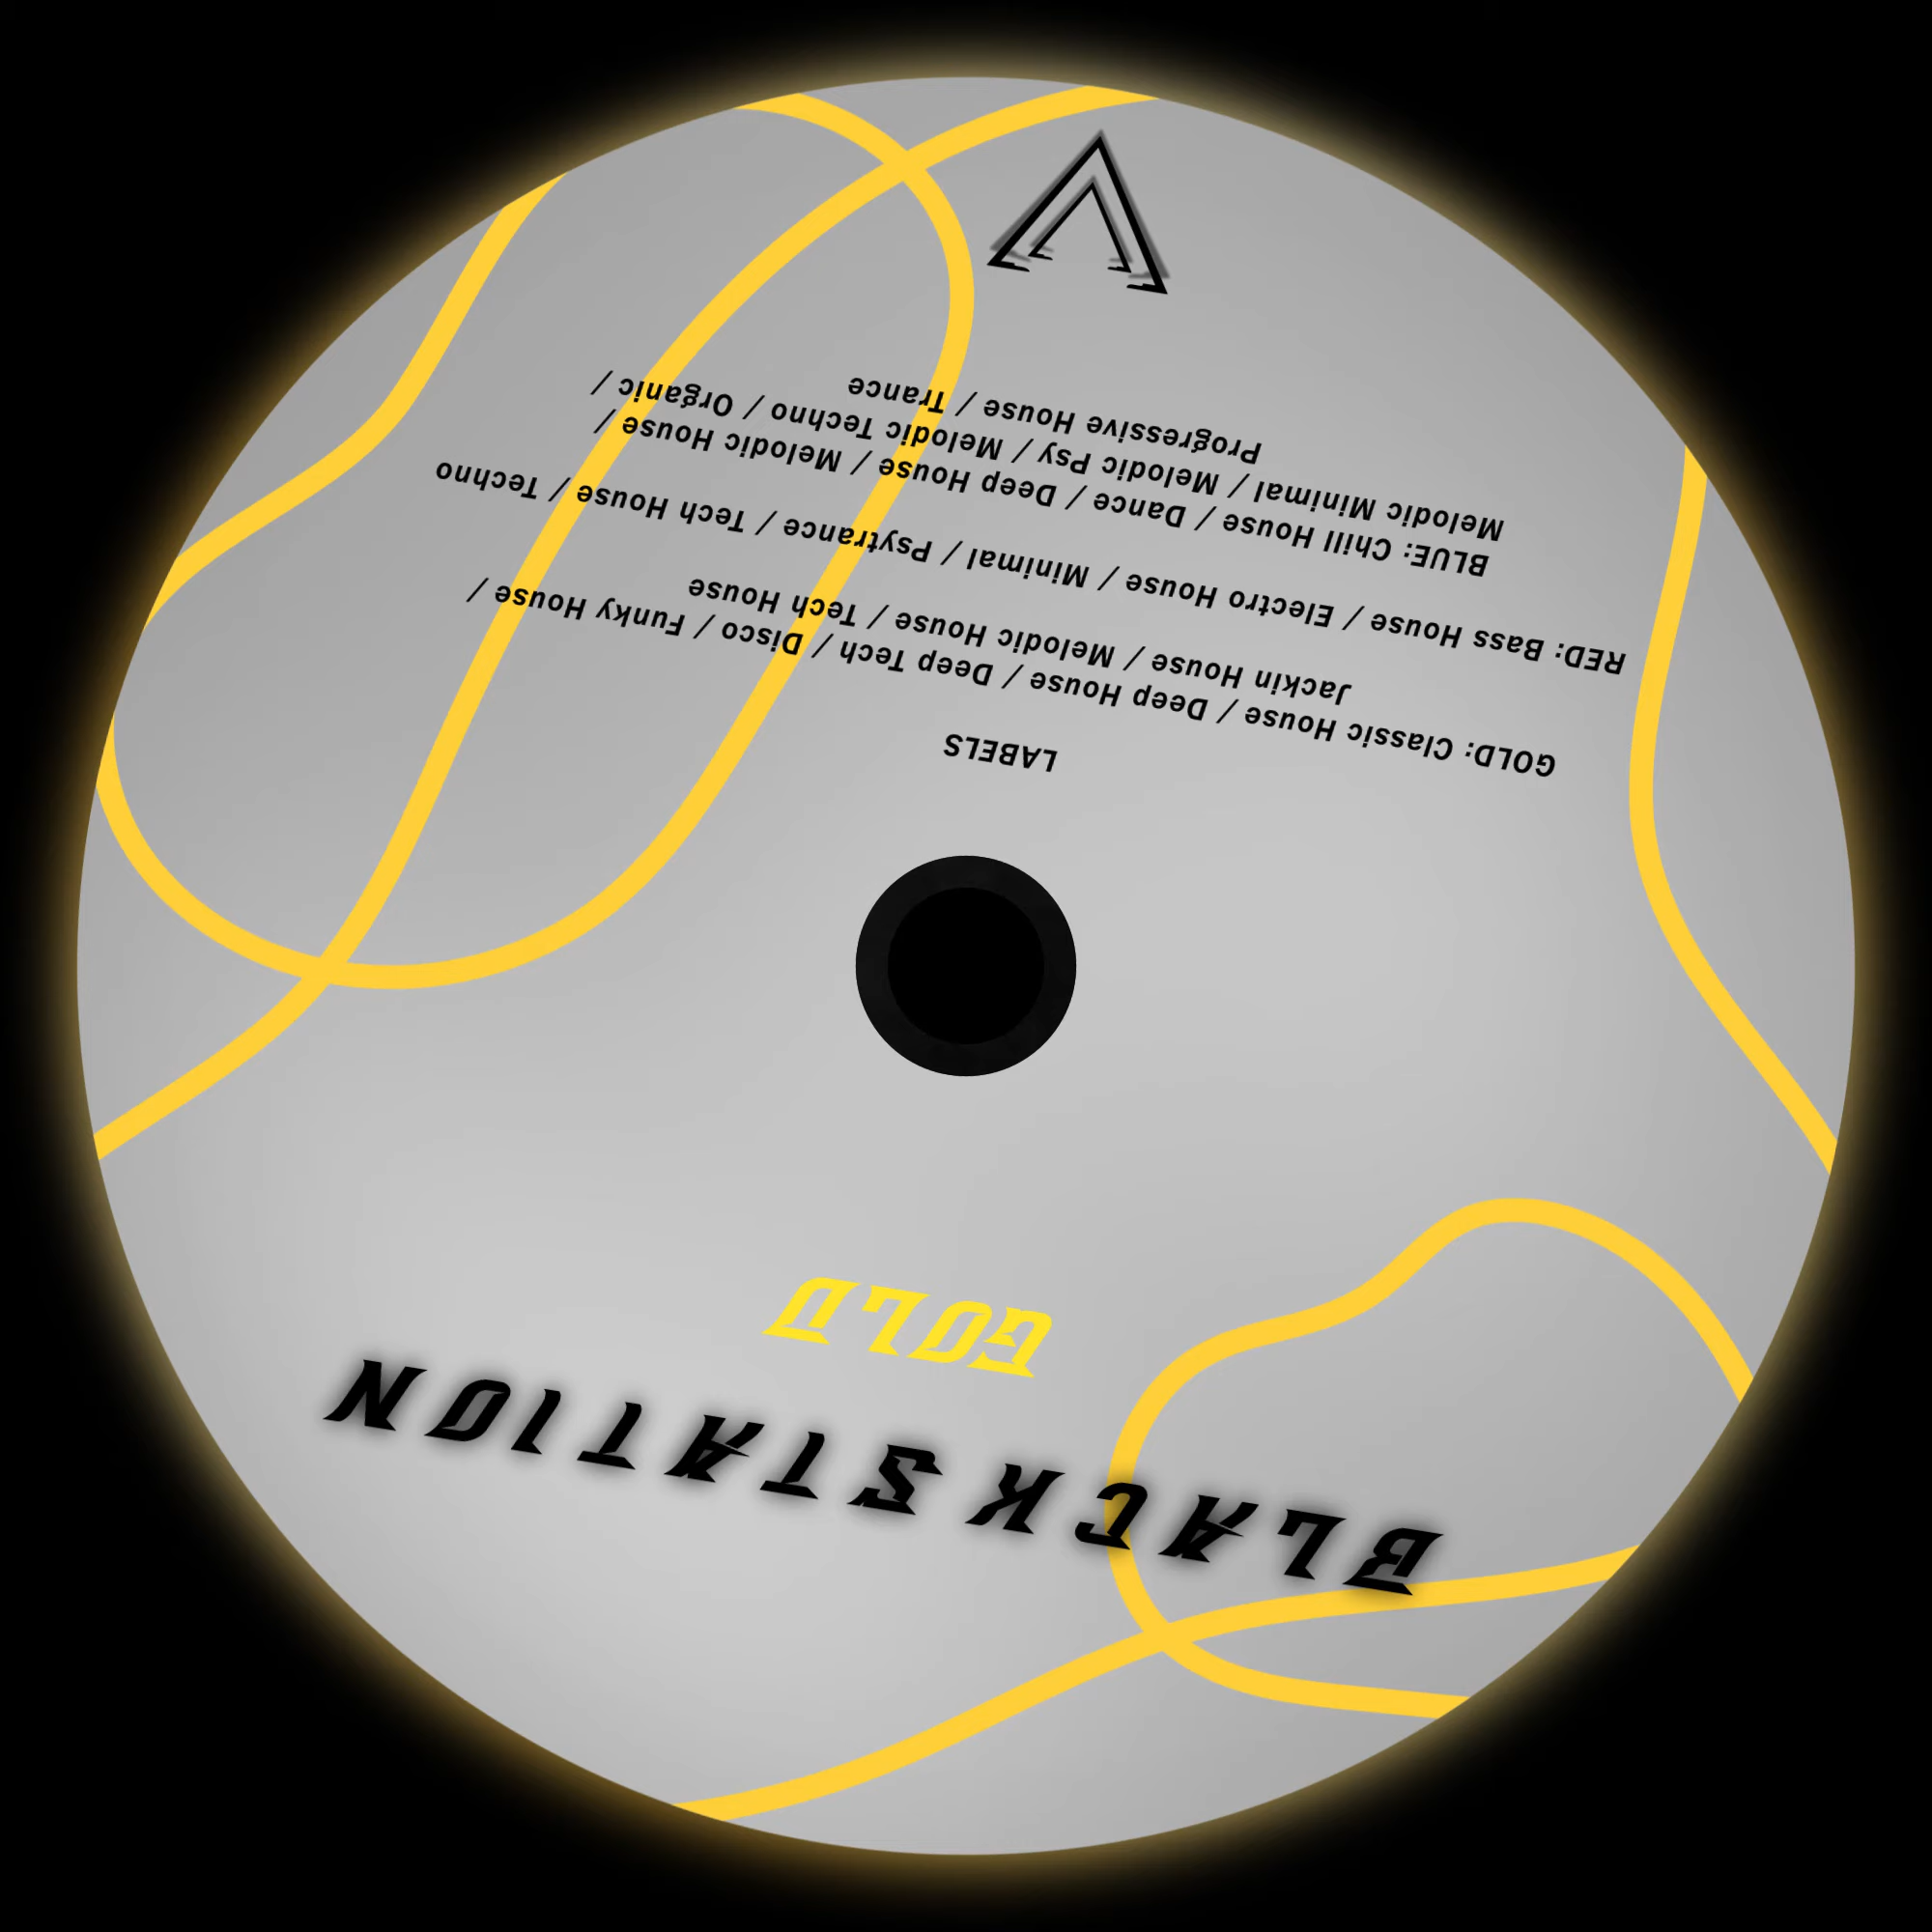 BLACK STATION
GOLD
LABELS
GOLD: Classic House / Deep House / Deep Tech / Disco / Funky House /
Jackin House / Melodic House / Tech House
RED: Bass House / Electro House / Minimal / Psytrance / Tech House / Techno
BLUE: Chill House / Dance / Deep House / Melodic House /
Melodic Minimal / Melodic Psy / Melodic Techno / Organic /
Progressive House / Trance